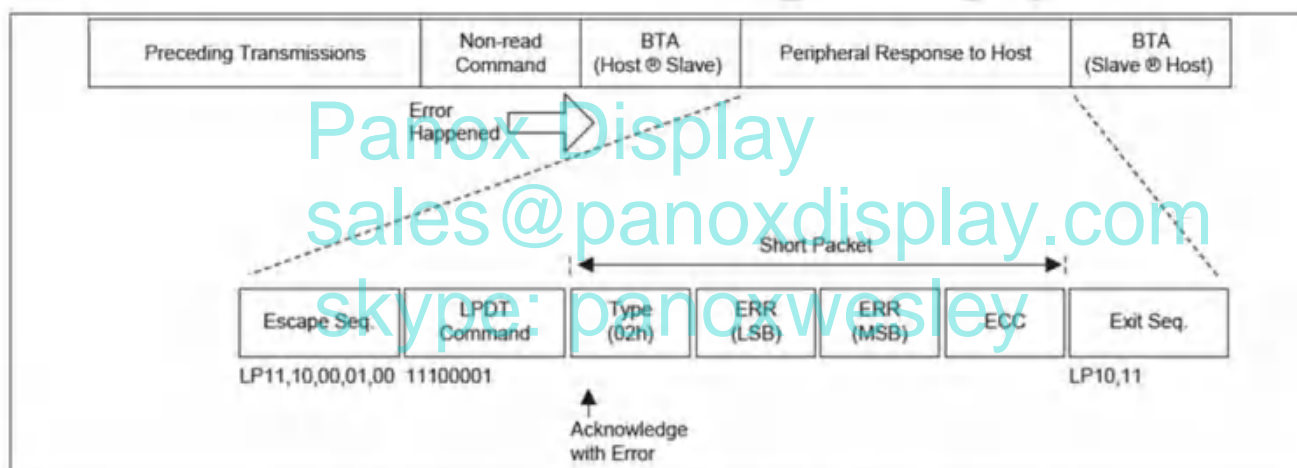 Preceding Transmissions
Non-read
Command
BTA
(Host ® Slave)
Peripheral Response to Host
BTA
(Slave ® Host)
Error
Happened
Panox Display
sales@panoxdisplay.com
Short Packet
skype: panoxwesley
Escape Seq.
LPDT
Command
Type
(02h)
ERR
(LSB)
ERR
(MSB)
ECC
Exit Seq.
LP11,10,00,01,00
11100001
LP10,11
Acknowledge
with Error